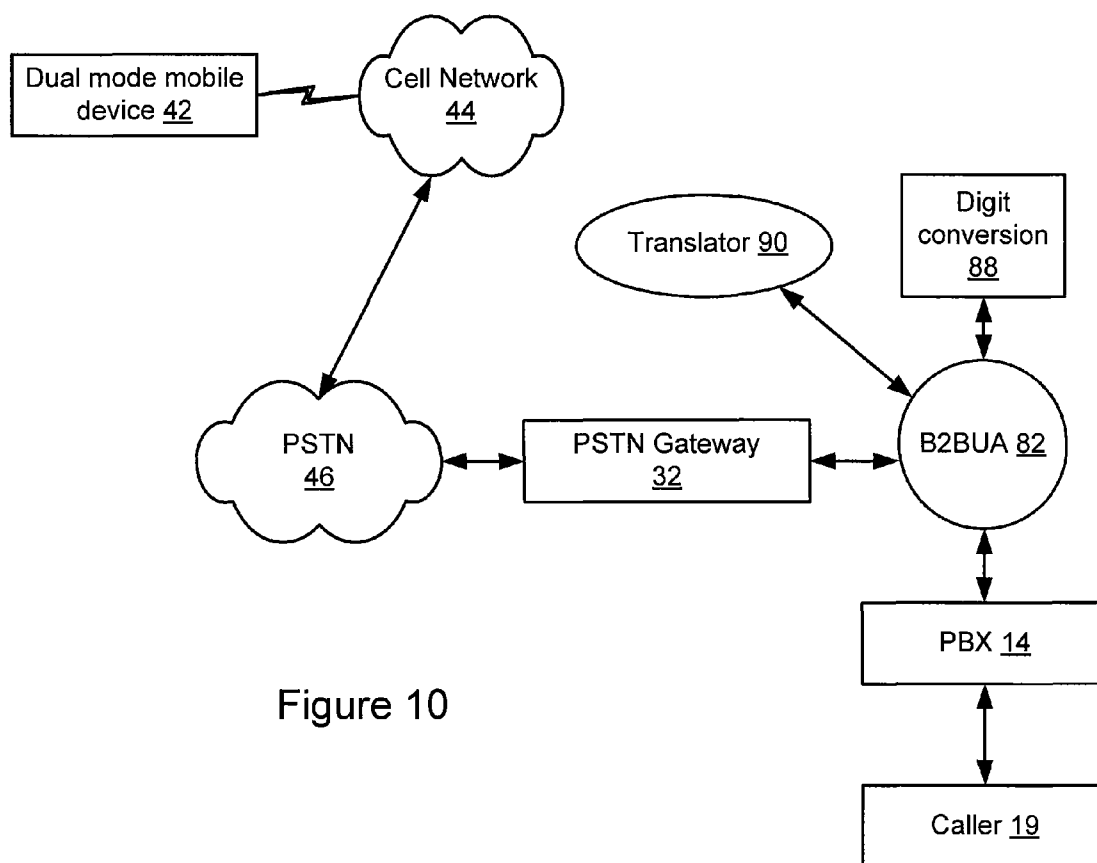 Dual mode mobile
device 42
Cell Network
44
Translator 90
Digit
conversion
88
PSTN
46
PSTN Gateway
32
B2BUA 82
PBX 14
Figure 10
Caller 19